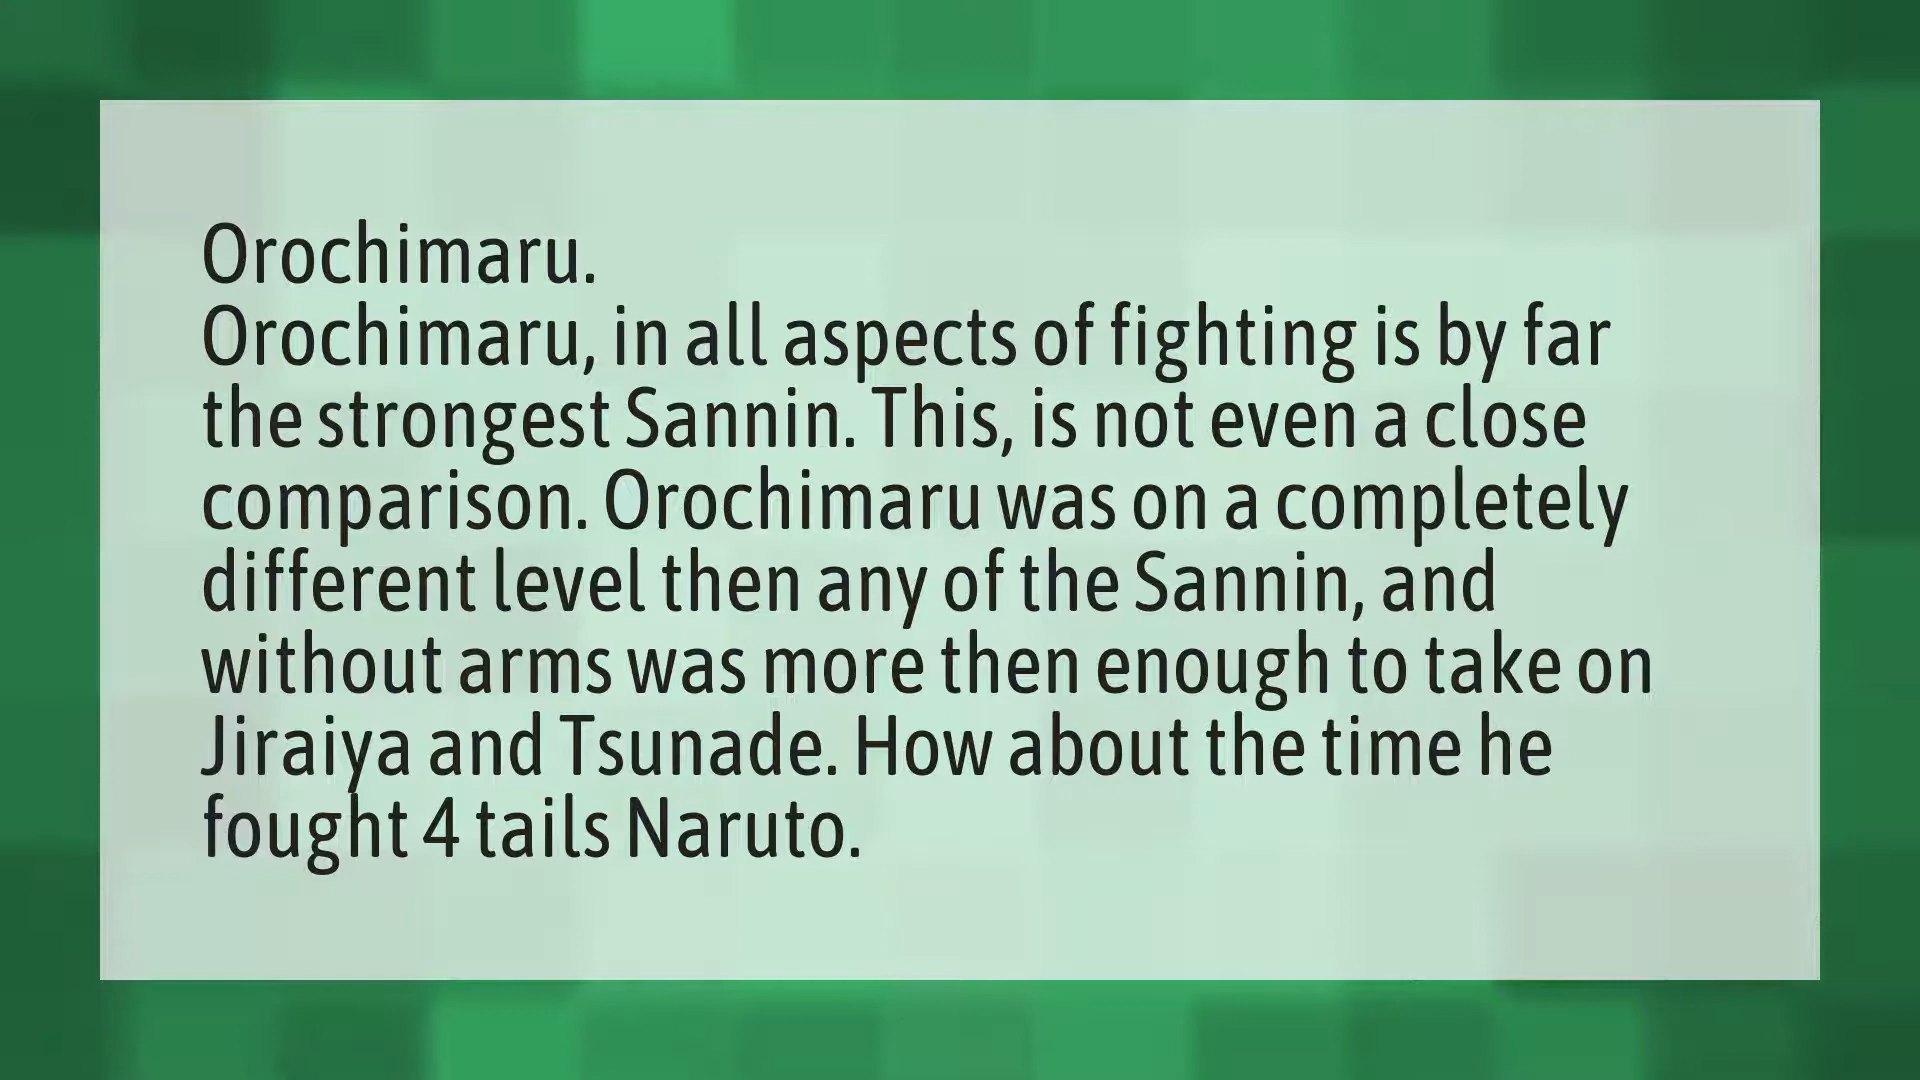 Orochimaru.
Orochimaru, in all aspects of fighting is by far
the strongest Sannin. This, is not even a close
comparison. Orochimaru was on a completely
different level then any of the Sannin, and
without arms was more then enough to take on
Jiraiya and Tsunade. How about the time he
fought 4 tails Naruto.